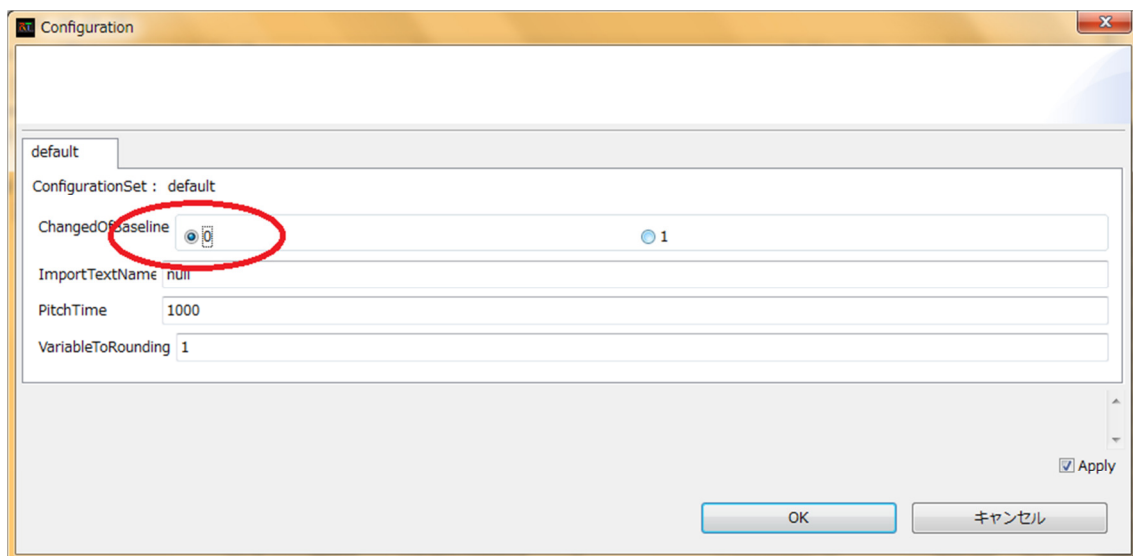 Configuration
default
ConfigurationSet : default
ChangedOfBaseline 0 1
ImportTextName null
PitchTime 1000
VariableToRounding 1
Apply
OK キャンセル